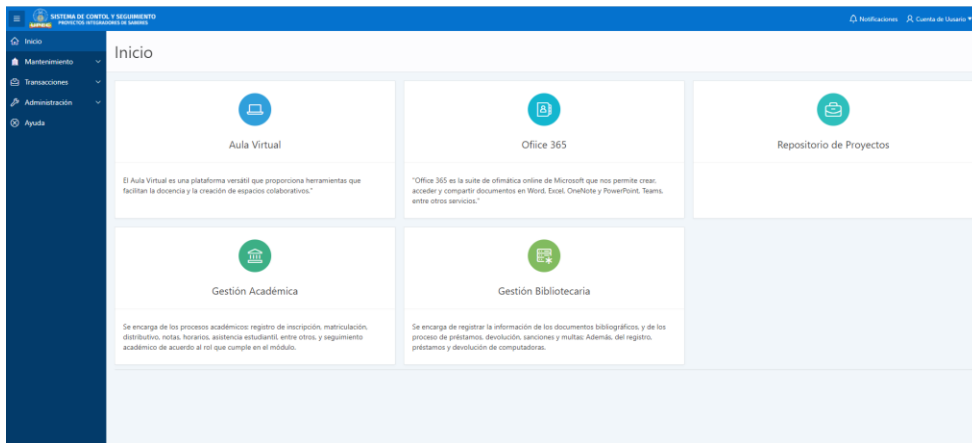 SISTEMA DE CONTOL Y SEGUIMIENTO
PROYECTOS INTEGRADORES DE SABERES
Notificaciones
Cuenta de Usuario
Inicio
Mantenimiento
Transacciones
Administración
Ayuda
Inicio
Aula Virtual
El Aula Virtual es una plataforma versátil que proporciona herramientas que
facilitan la docencia y la creación de espacios colaborativos."
Ofiice 365
"Office 365 es la suite de ofimática online de Microsoft que nos permite crear,
acceder y compartir documentos en Word, Excel, OneNote y PowerPoint, Teams,
entre otros servicios."
Repositorio de Proyectos
Gestión Académica
Se encarga de los procesos académicos: registro de inscripción, matriculación,
distributivo, notas, horarios, asistencia estudiantil, entre otros, y seguimiento
académico de acuerdo al rol que cumple en el módulo.
Gestión Bibliotecaria
Se encarga de registrar la información de los documentos bibliográficos, y de los
proceso de préstamos, devolución, sanciones y multas; Además, del registro,
préstamos y devolución de computadoras.